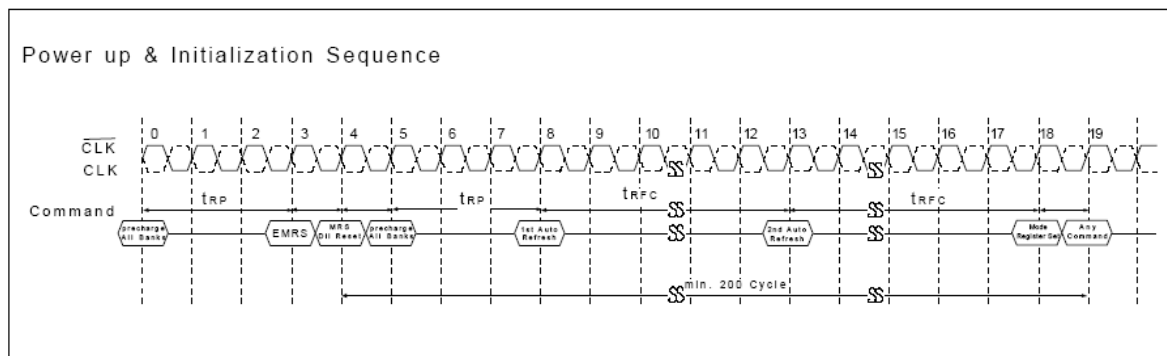 Power up & Initialization Sequence
0 1 2 3 4 5 6 7 8 9 10 11 12 13 14 15 16 17 18 19
CLK
CLK
tRP tRP tRFC tRFC
Command
precharge All Banks
EMRS
MRS Dll Reset
precharge All Banks
1st Auto Refresh
2nd Auto Refresh
Mode Register Set
Any Command
min. 200 Cycle